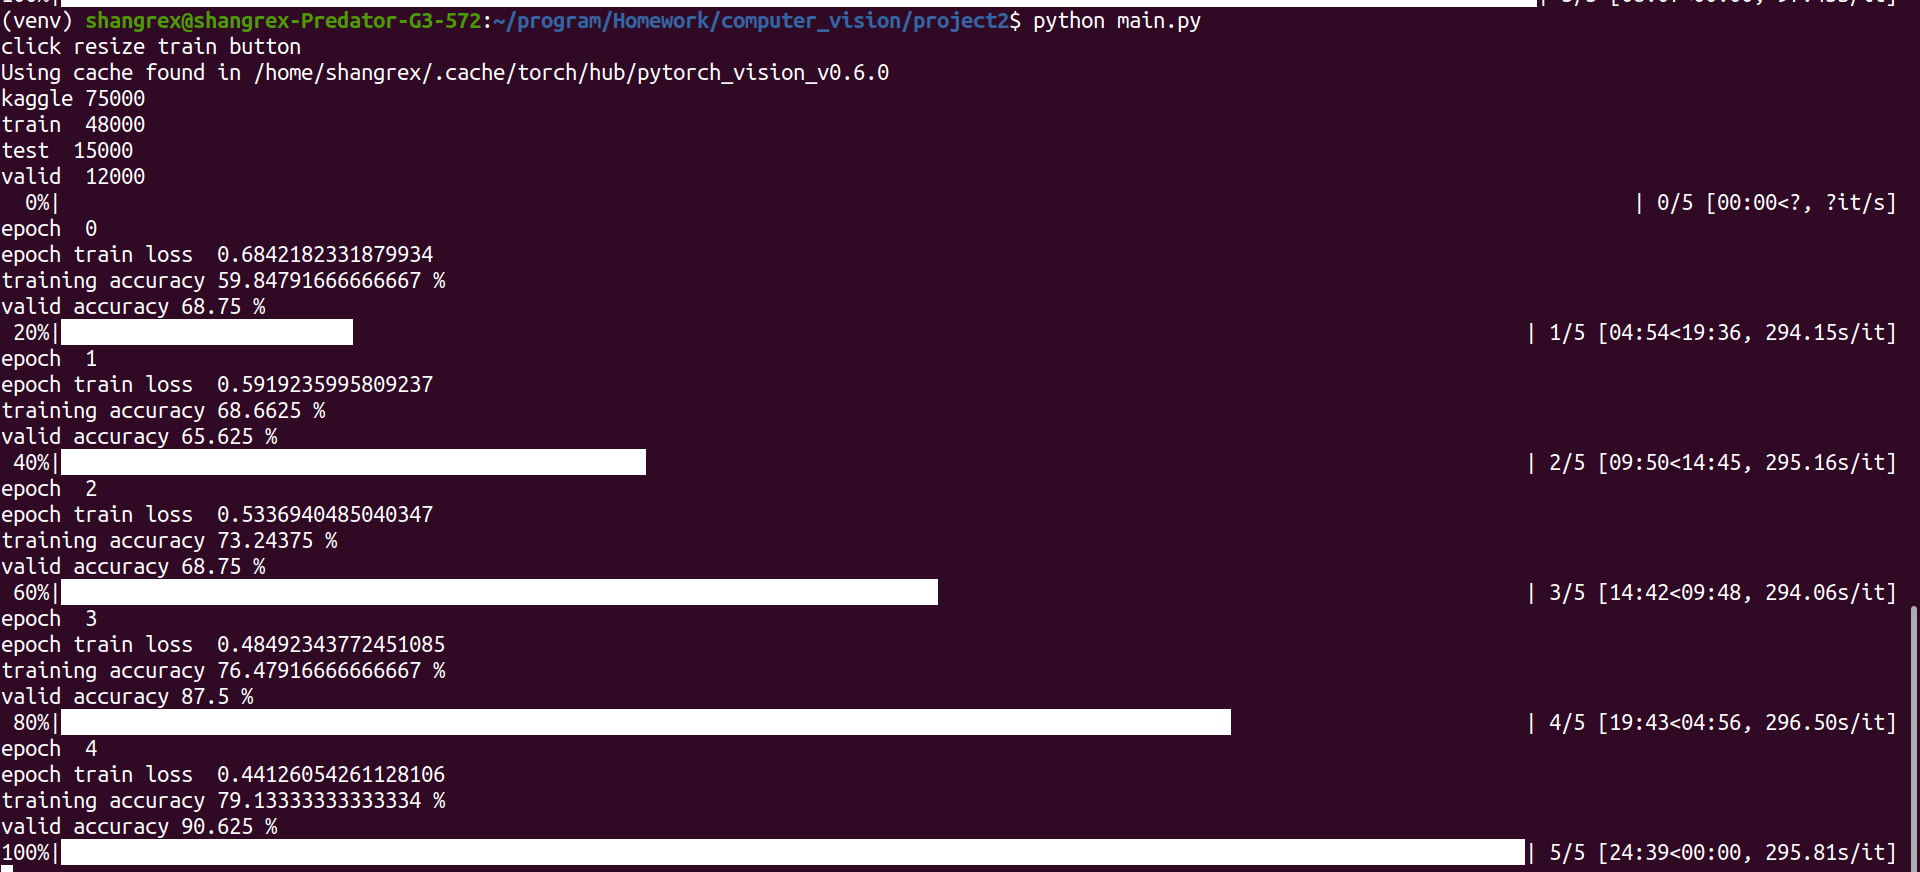 (venv) shangrex@shangrex-Predator-G3-572:~/program/Homework/computer_vision/project2$ python main.py
click resize train button
Using cache found in /home/shangrex/.cache/torch/hub/pytorch_vision_v0.6.0
kaggle 75000
train  48000
test  15000
valid  12000
  0%| | 0/5 [00:00<?, ?it/s]
epoch  0
epoch train loss  0.6842182331879934
training accuracy 59.84791666666667 %
valid accuracy 68.75 %
 20%| | 1/5 [04:54<19:36, 294.15s/it]
epoch  1
epoch train loss  0.5919235995809237
training accuracy 68.6625 %
valid accuracy 65.625 %
 40%| | 2/5 [09:50<14:45, 295.16s/it]
epoch  2
epoch train loss  0.5336940485040347
training accuracy 73.24375 %
valid accuracy 68.75 %
 60%| | 3/5 [14:42<09:48, 294.06s/it]
epoch  3
epoch train loss  0.48492343772451085
training accuracy 76.47916666666667 %
valid accuracy 87.5 %
 80%| | 4/5 [19:43<04:56, 296.50s/it]
epoch  4
epoch train loss  0.44126054261128106
training accuracy 79.13333333333334 %
valid accuracy 90.625 %
100%| | 5/5 [24:39<00:00, 295.81s/it]